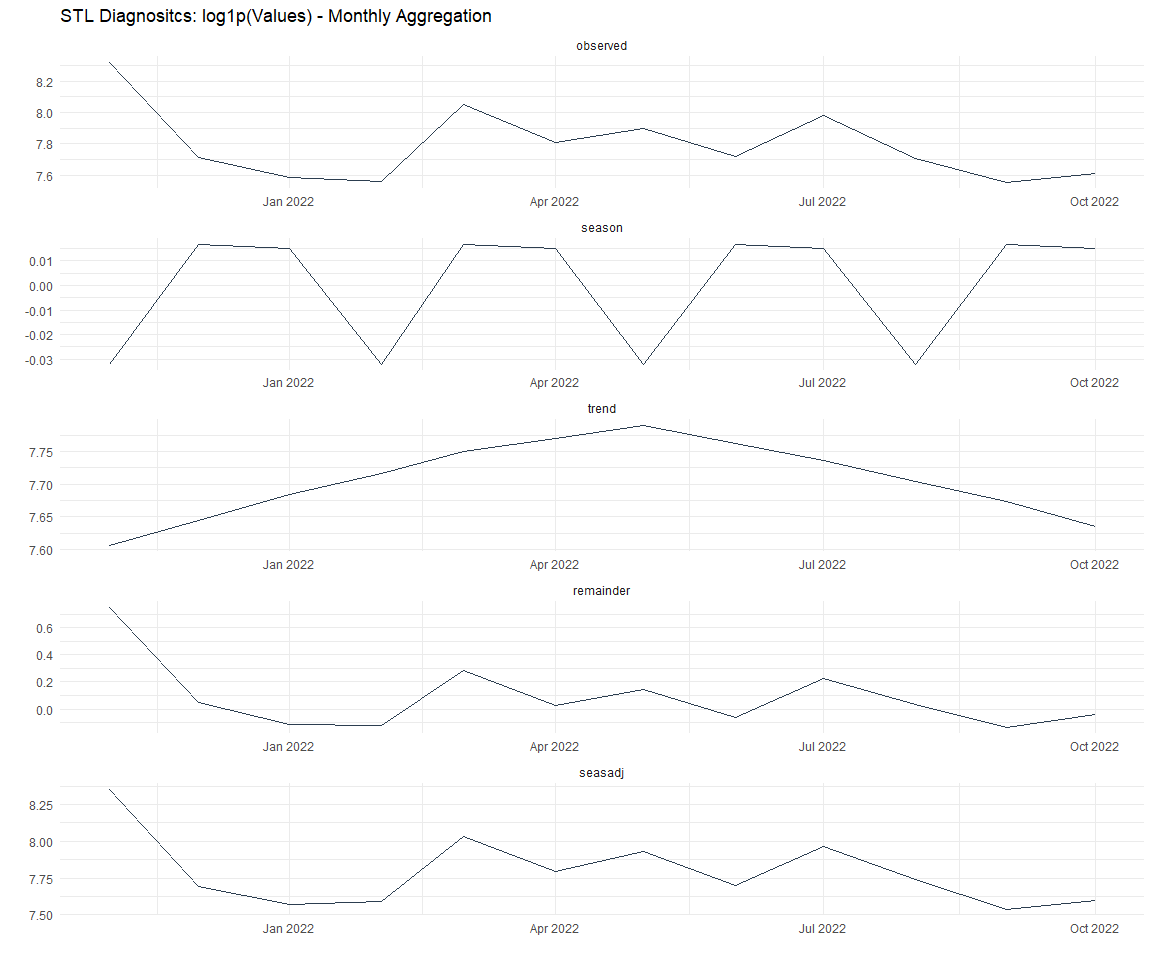 STL Diagnositcs: log1p(Values) - Monthly Aggregation
observed
8.2
8.0
7.8
7.6
Jan 2022 Apr 2022 Jul 2022 Oct 2022
season
0.01
0.00
-0.01
-0.02
-0.03
Jan 2022 Apr 2022 Jul 2022 Oct 2022
trend
7.75
7.70
7.65
7.60
Jan 2022 Apr 2022 Jul 2022 Oct 2022
remainder
0.6
0.4
0.2
0.0
Jan 2022 Apr 2022 Jul 2022 Oct 2022
seasadj
8.25
8.00
7.75
7.50
Jan 2022 Apr 2022 Jul 2022 Oct 2022